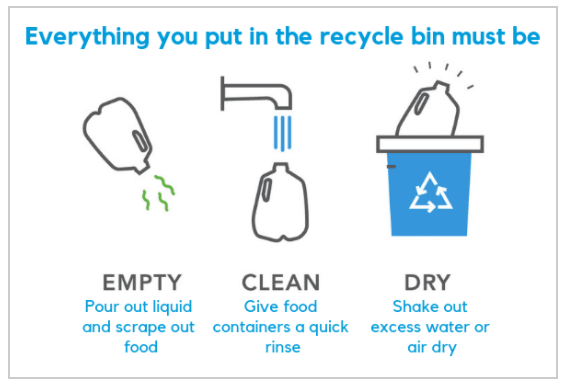 Everything you put in the recycle bin must be
EMPTY
Pour out liquid
and scrape out
food
CLEAN
Give food
containers a quick
rinse
DRY
Shake out
excess water or
air dry